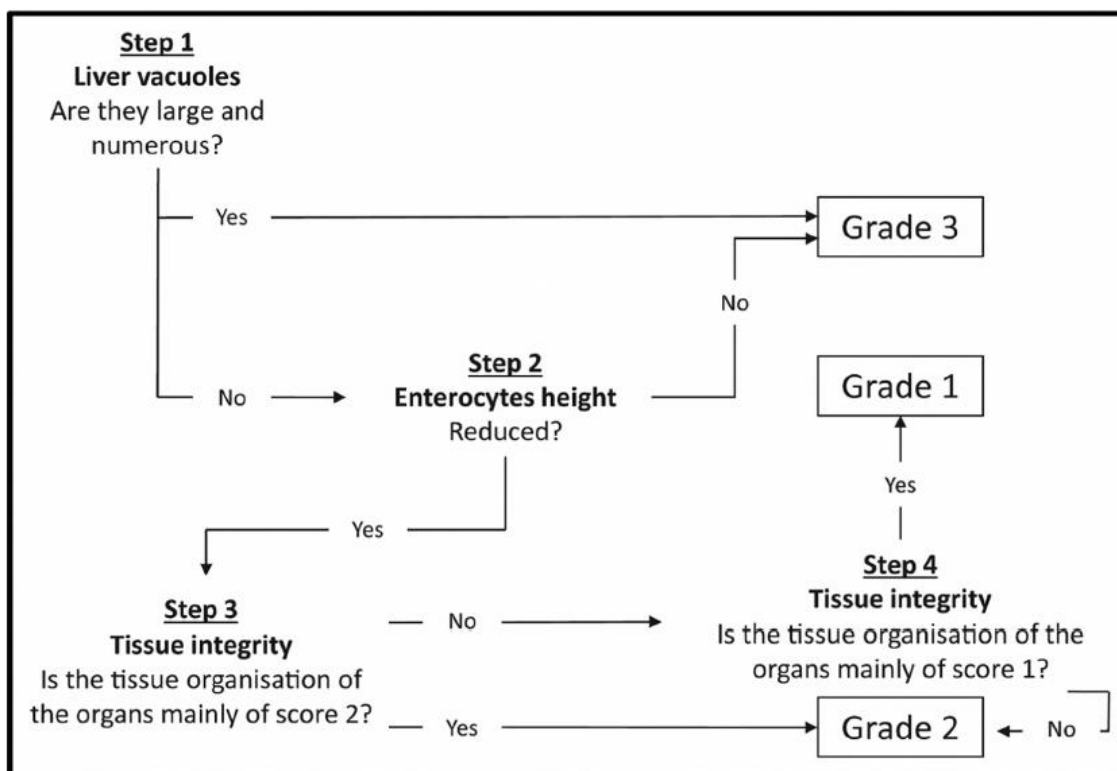 Step 1
Liver vacuoles
Are they large and
numerous?
Yes
Grade 3
No
Step 2
Enterocytes height
Reduced?
No
Grade 1
Yes
Yes
Step 3
Tissue integrity
Is the tissue organisation of
the organs mainly of score 2?
No
Step 4
Tissue integrity
Is the tissue organisation of the
organs mainly of score 1?
Yes
Grade 2
No